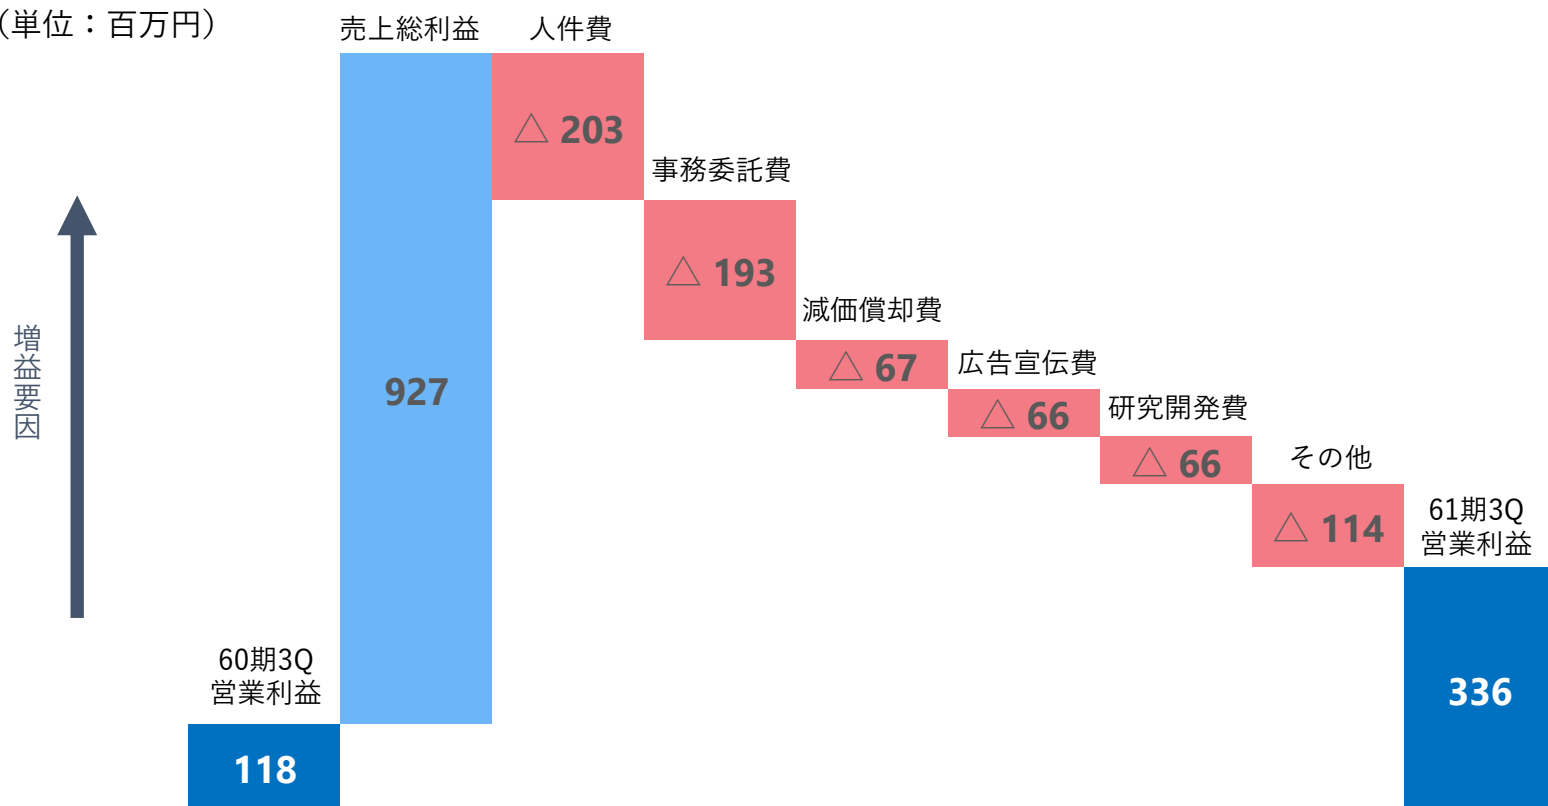 （単位：百万円）
売上総利益
人件費
△ 203
事務委託費
△ 193
減価償却費
△ 67
広告宣伝費
△ 66
研究開発費
△ 66
その他
△ 114
61期3Q
営業利益
336
927
増益要因
60期3Q
営業利益
118